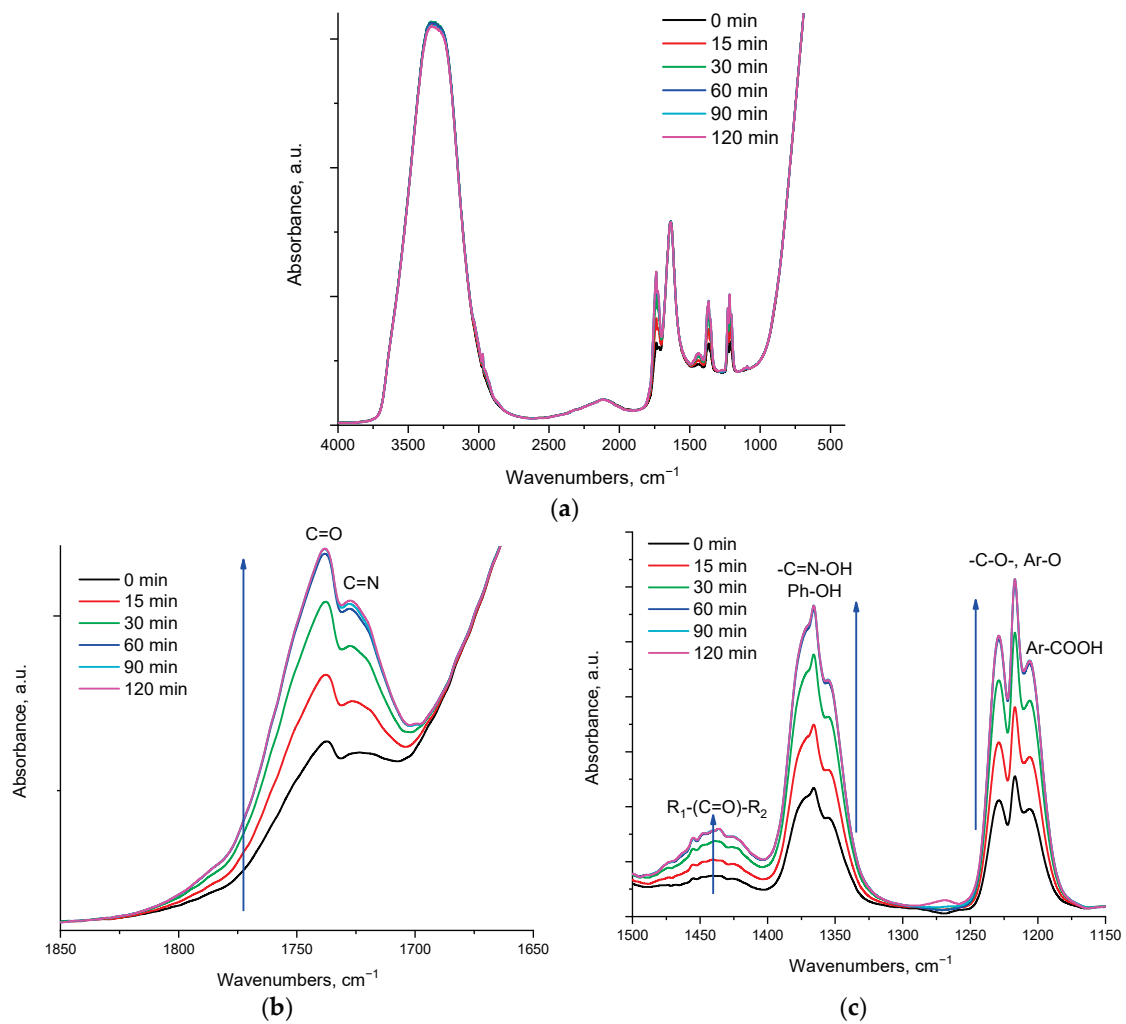 0 min
15 min
30 min
60 min
90 min
120 min
Absorbance, a.u.
4000 3500 3000 2500 2000 1500 1000 500
Wavenumbers, cm⁻¹
(a)
C=O
C=N
0 min
15 min
30 min
60 min
90 min
120 min
Absorbance, a.u.
1850 1800 1750 1700 1650
Wavenumbers, cm⁻¹
(b)
0 min
15 min
30 min
60 min
90 min
120 min
-C=N-OH
Ph-OH
-C-O-, Ar-O
Ar-COOH
R₁-(C=O)-R₂
Absorbance, a.u.
1500 1450 1400 1350 1300 1250 1200 1150
Wavenumbers, cm⁻¹
(c)